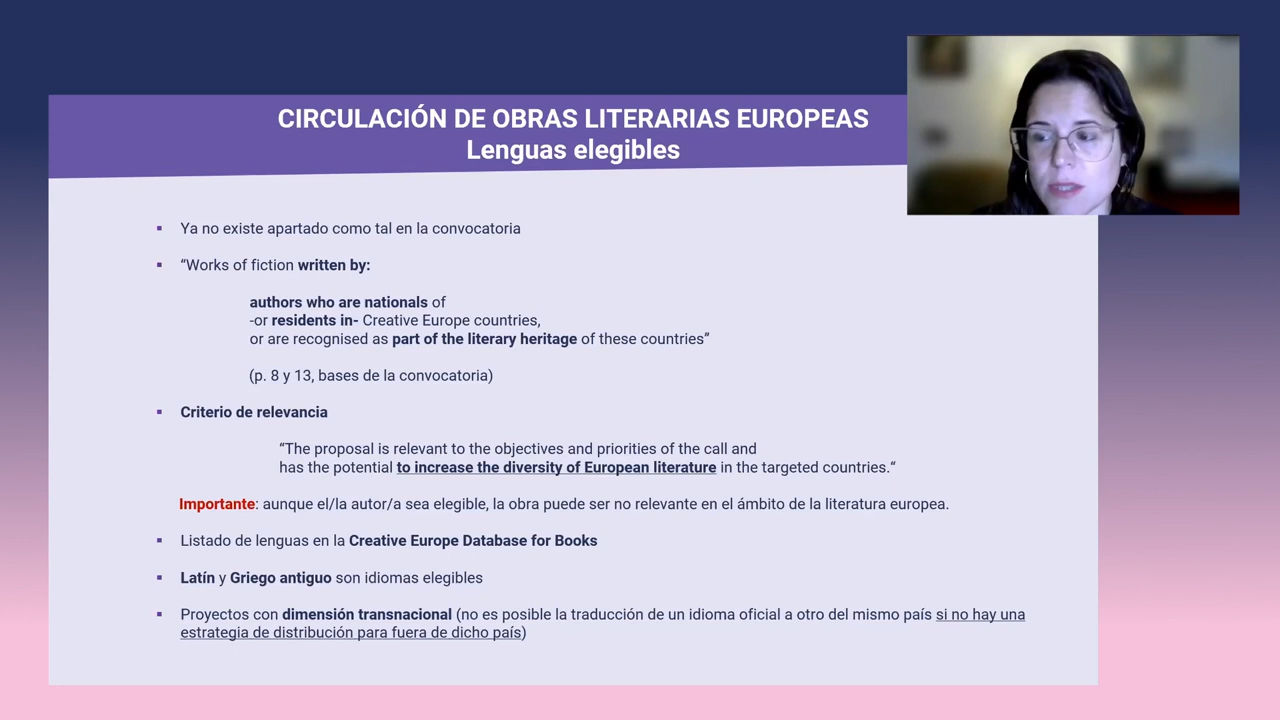 CIRCULACIÓN DE OBRAS LITERARIAS EUROPEAS
Lenguas elegibles
▪ Ya no existe apartado como tal en la convocatoria
▪ “Works of fiction written by:
authors who are nationals of
-or residents in- Creative Europe countries,
or are recognised as part of the literary heritage of these countries”
(p. 8 y 13, bases de la convocatoria)
▪ Criterio de relevancia
“The proposal is relevant to the objectives and priorities of the call and
has the potential to increase the diversity of European literature in the targeted countries.“
Importante: aunque el/la autor/a sea elegible, la obra puede ser no relevante en el ámbito de la literatura europea.
▪ Listado de lenguas en la Creative Europe Database for Books
▪ Latín y Griego antiguo son idiomas elegibles
▪ Proyectos con dimensión transnacional (no es posible la traducción de un idioma oficial a otro del mismo país si no hay una
estrategia de distribución para fuera de dicho país)